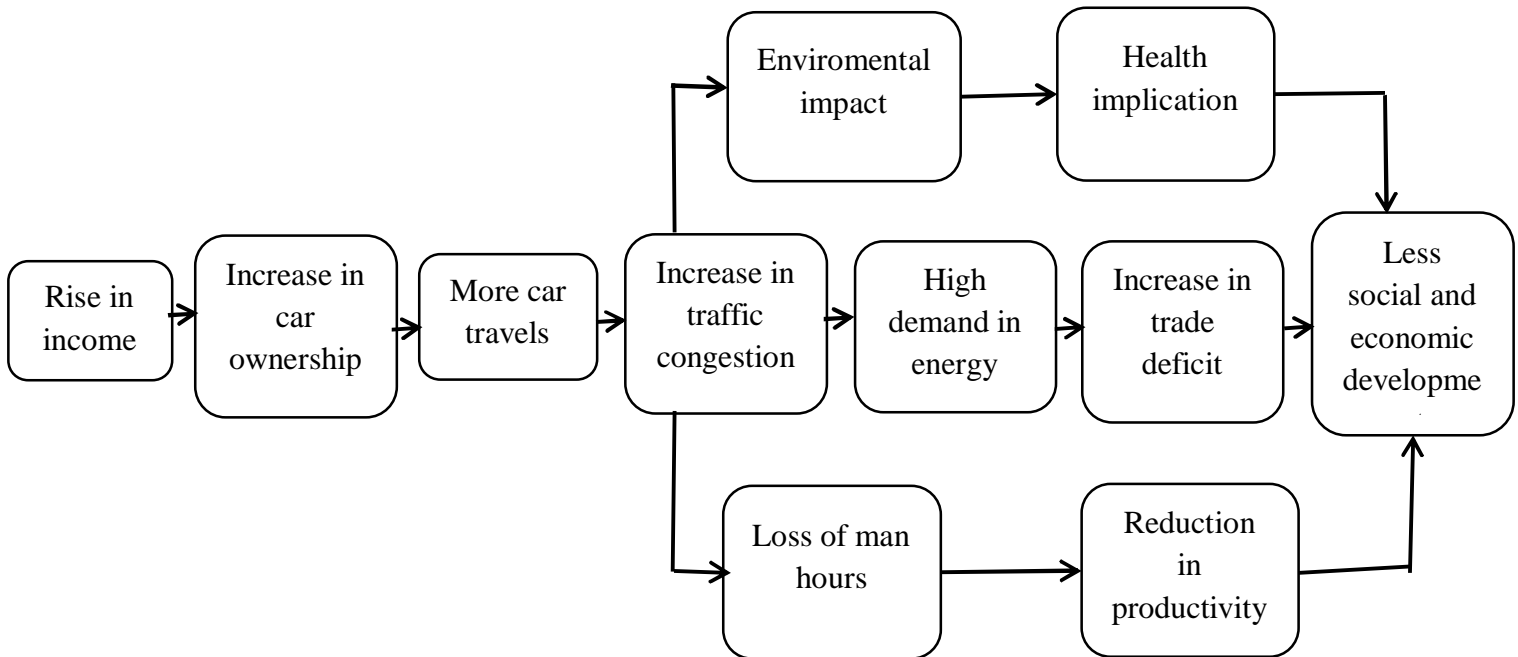 Enviromental
impact
Health
implication
Rise in
income
Increase in
car
ownership
More car
travels
Increase in
traffic
congestion
High
demand in
energy
Increase in
trade
deficit
Less
social and
economic
developme
Loss of man
hours
Reduction
in
productivity